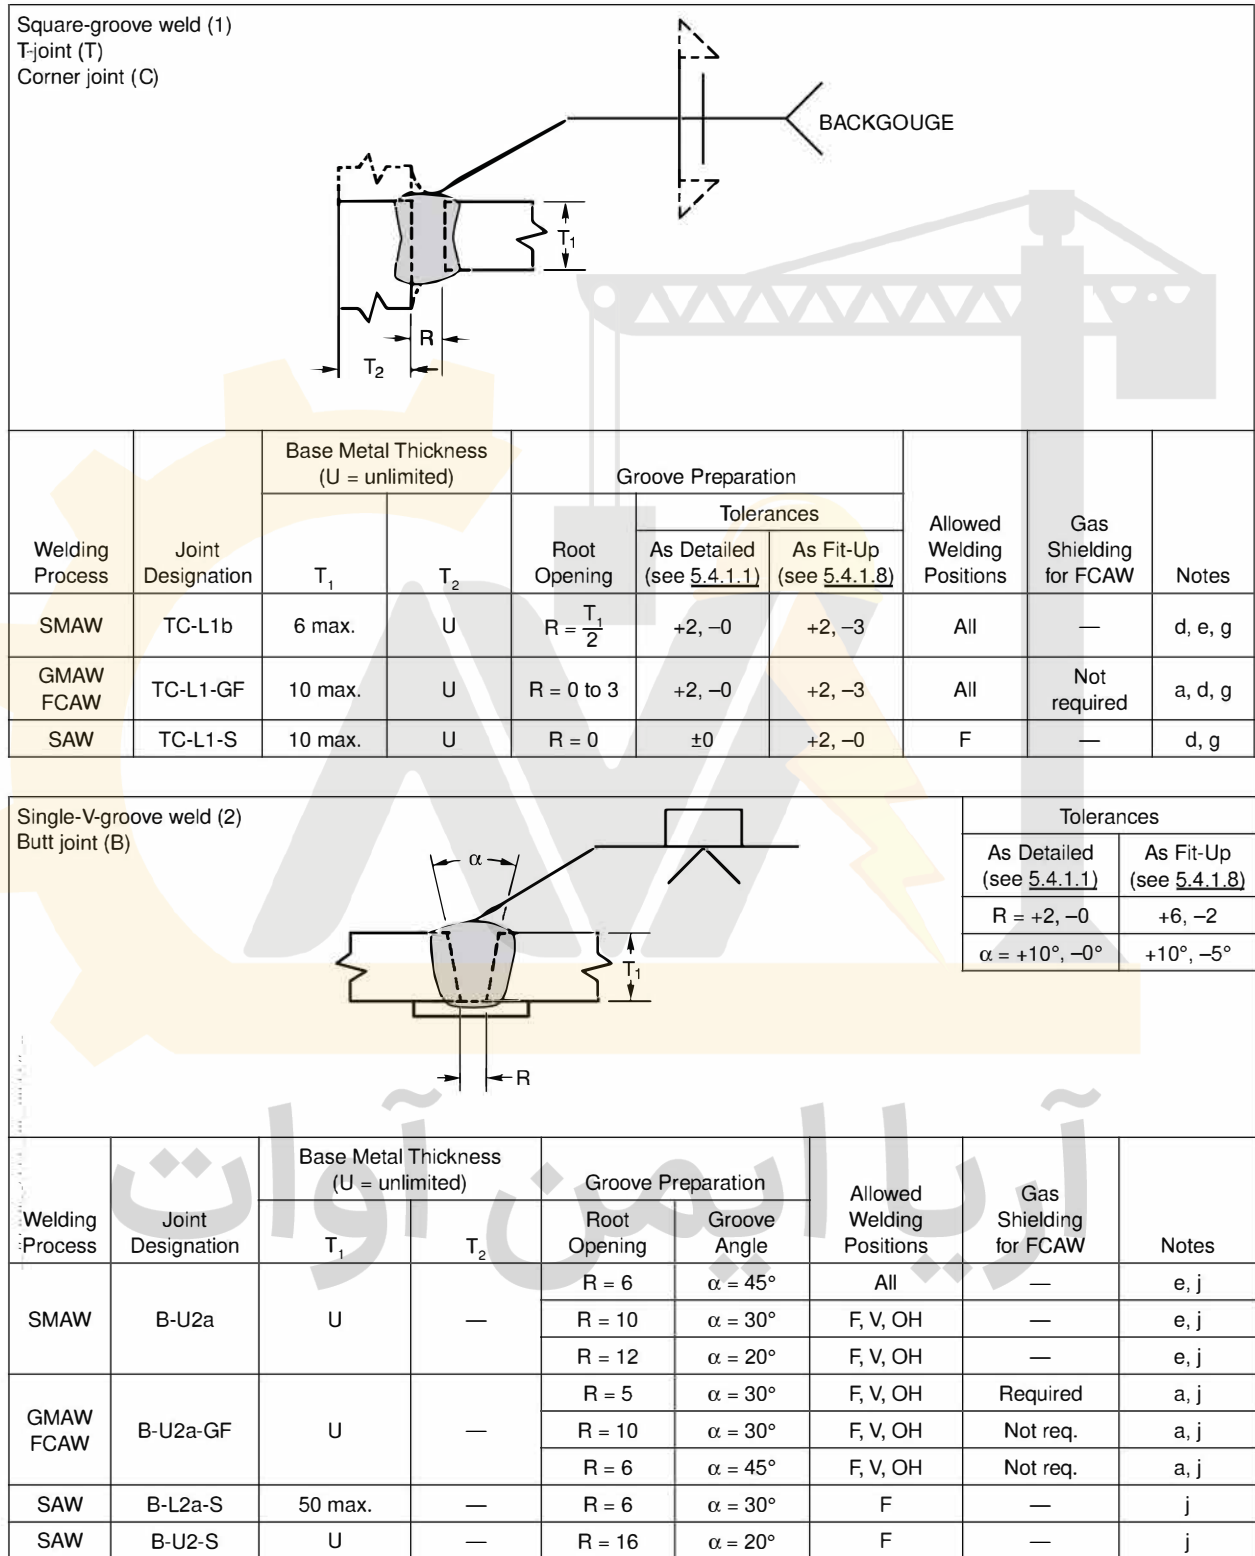 Square-groove weld (1)
T-joint (T)
Corner joint (C)
BACKGOUGE
T1
R
T2
Welding Process | Joint Designation | Base Metal Thickness (U = unlimited) | Groove Preparation | Allowed Welding Positions | Gas Shielding for FCAW | Notes
T1 | T2 | Root Opening | Tolerances
As Detailed (see 5.4.1.1) | As Fit-Up (see 5.4.1.8)
SMAW | TC-L1b | 6 max. | U | R = T1/2 | +2, –0 | +2, –3 | All | — | d, e, g
GMAW FCAW | TC-L1-GF | 10 max. | U | R = 0 to 3 | +2, –0 | +2, –3 | All | Not required | a, d, g
SAW | TC-L1-S | 10 max. | U | R = 0 | ±0 | +2, –0 | F | — | d, g
Single-V-groove weld (2)
Butt joint (B)
α
T1
R
Tolerances
As Detailed (see 5.4.1.1) | As Fit-Up (see 5.4.1.8)
R = +2, –0 | +6, –2
α = +10°, –0° | +10°, –5°
آریا ایمن آوات
Welding Process | Joint Designation | Base Metal Thickness (U = unlimited) | Groove Preparation | Allowed Welding Positions | Gas Shielding for FCAW | Notes
T1 | T2 | Root Opening | Groove Angle
SMAW | B-U2a | U | — | R = 6 | α = 45° | All | — | e, j
R = 10 | α = 30° | F, V, OH | — | e, j
R = 12 | α = 20° | F, V, OH | — | e, j
GMAW FCAW | B-U2a-GF | U | — | R = 5 | α = 30° | F, V, OH | Required | a, j
R = 10 | α = 30° | F, V, OH | Not req. | a, j
R = 6 | α = 45° | F, V, OH | Not req. | a, j
SAW | B-L2a-S | 50 max. | — | R = 6 | α = 30° | F | — | j
SAW | B-U2-S | U | — | R = 16 | α = 20° | F | — | j